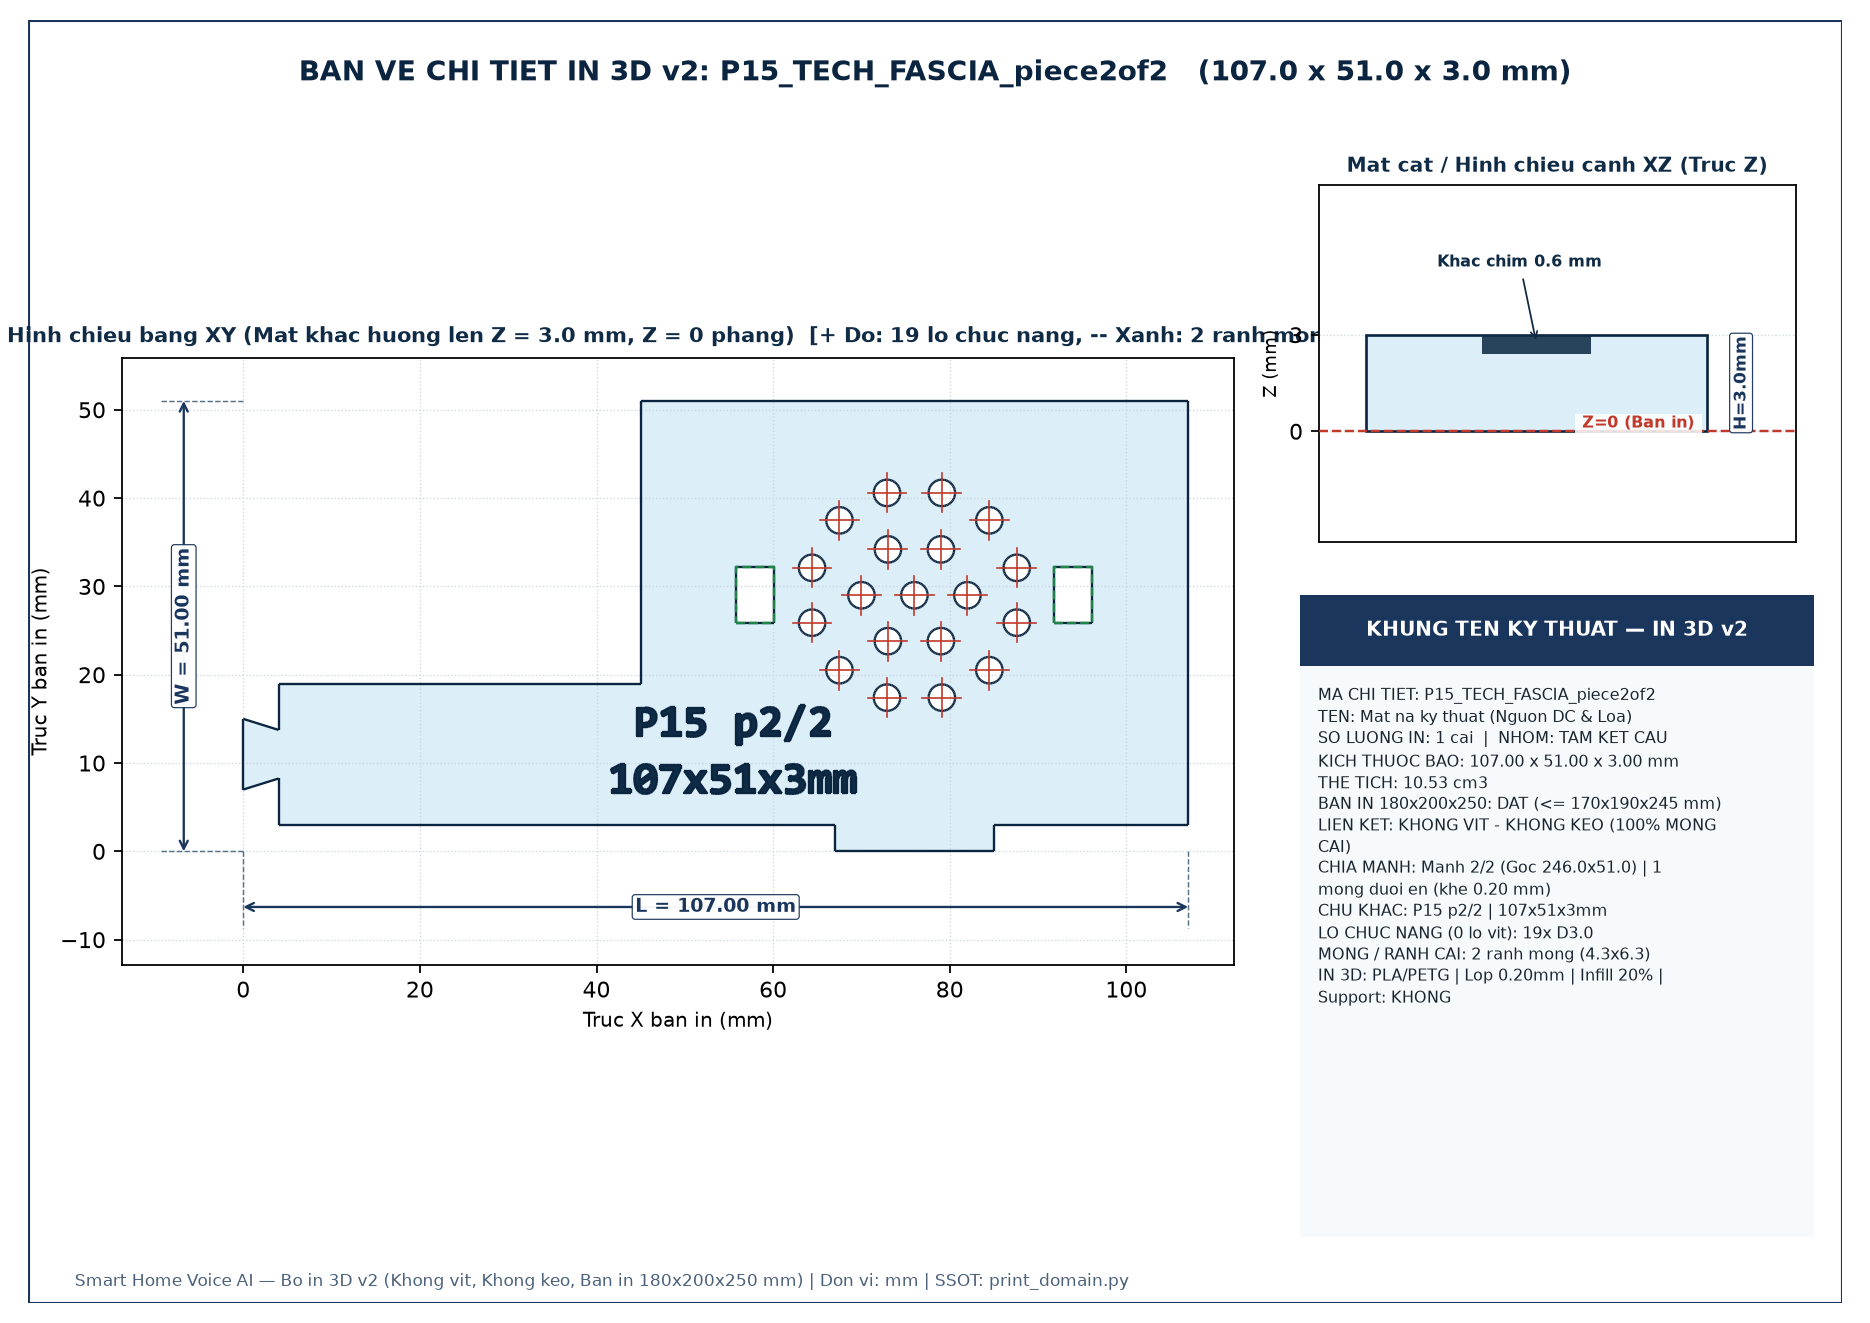 BAN VE CHI TIET IN 3D v2: P15_TECH_FASCIA_piece2of2   (107.0 x 51.0 x 3.0 mm)
Mat cat / Hinh chieu canh XZ (Truc Z)
Khac chim 0.6 mm
Z (mm)
3
0
Z=0 (Ban in)
H=3.0mm
Hinh chieu bang XY (Mat khac huong len Z = 3.0 mm, Z = 0 phang)  [+ Do: 19 lo chuc nang, -- Xanh: 2 ranh
Truc Y ban in (mm)
50
40
30
20
10
0
−10
W = 51.00 mm
P15 p2/2
107x51x3mm
L = 107.00 mm
0
20
40
60
80
100
Truc X ban in (mm)
KHUNG TEN KY THUAT — IN 3D v2
MA CHI TIET: P15_TECH_FASCIA_piece2of2
TEN: Mat na ky thuat (Nguon DC & Loa)
SO LUONG IN: 1 cai  |  NHOM: TAM KET CAU
KICH THUOC BAO: 107.00 x 51.00 x 3.00 mm
THE TICH: 10.53 cm3
BAN IN 180x200x250: DAT (<= 170x190x245 mm)
LIEN KET: KHONG VIT - KHONG KEO (100% MONG
CAI)
CHIA MANH: Manh 2/2 (Goc 246.0x51.0) | 1
mong duoi en (khe 0.20 mm)
CHU KHAC: P15 p2/2 | 107x51x3mm
LO CHUC NANG (0 lo vit): 19x D3.0
MONG / RANH CAI: 2 ranh mong (4.3x6.3)
IN 3D: PLA/PETG | Lop 0.20mm | Infill 20% |
Support: KHONG
Smart Home Voice AI — Bo in 3D v2 (Khong vit, Khong keo, Ban in 180x200x250 mm) | Don vi: mm | SSOT: print_domain.py